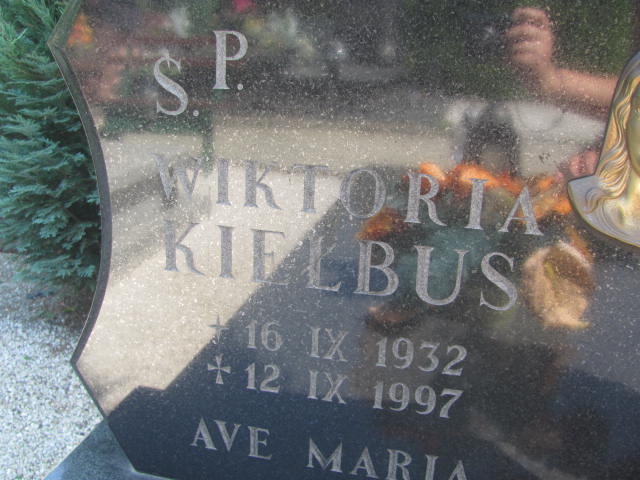 S.P.
WIKTORIA
KIEŁBUS
* 16 IX 1932
✝ 12 IX 1997
AVE MARIA